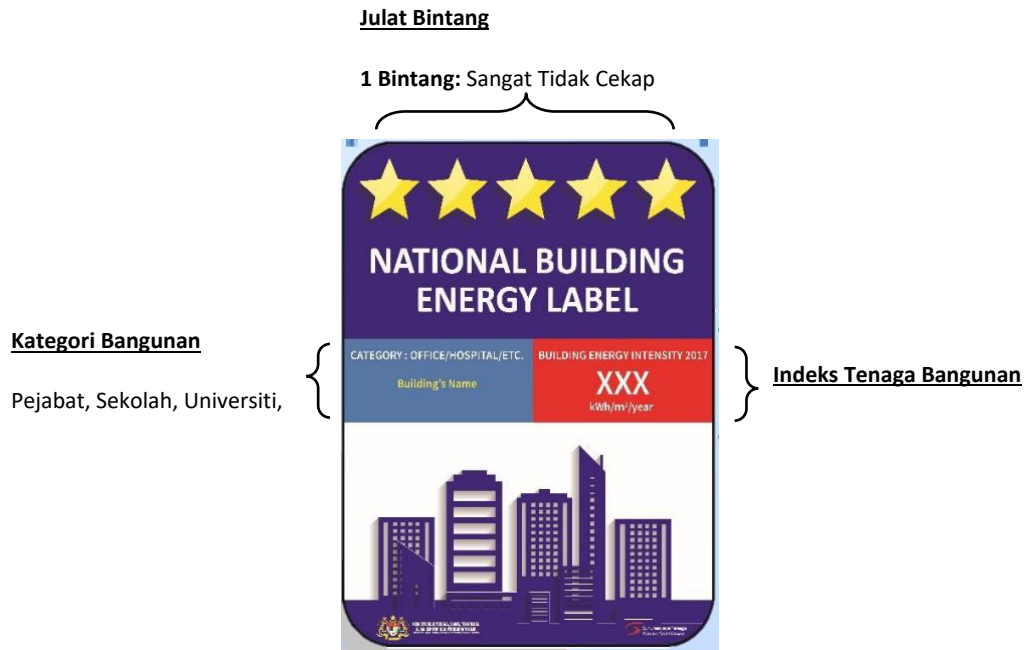 Julat Bintang
1 Bintang: Sangat Tidak Cekap
NATIONAL BUILDING
ENERGY LABEL
Kategori Bangunan
Pejabat, Sekolah, Universiti,
CATEGORY : OFFICE/HOSPITAL/ETC.
Building's Name
BUILDING ENERGY INTENSITY 2017
XXX
kWh/m²/year
Indeks Tenaga Bangunan